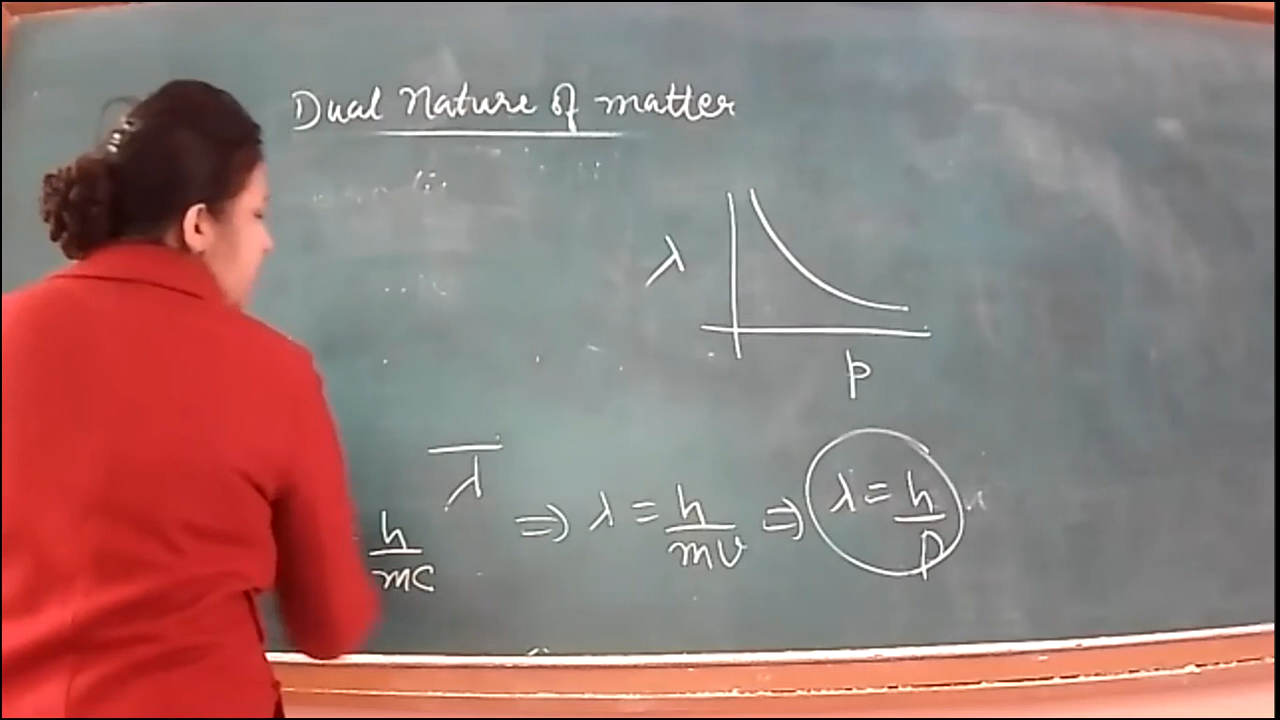 Dual Nature of matter
λ
p
λ
h/mc ⇒ λ = h/mv ⇒ λ = h/p